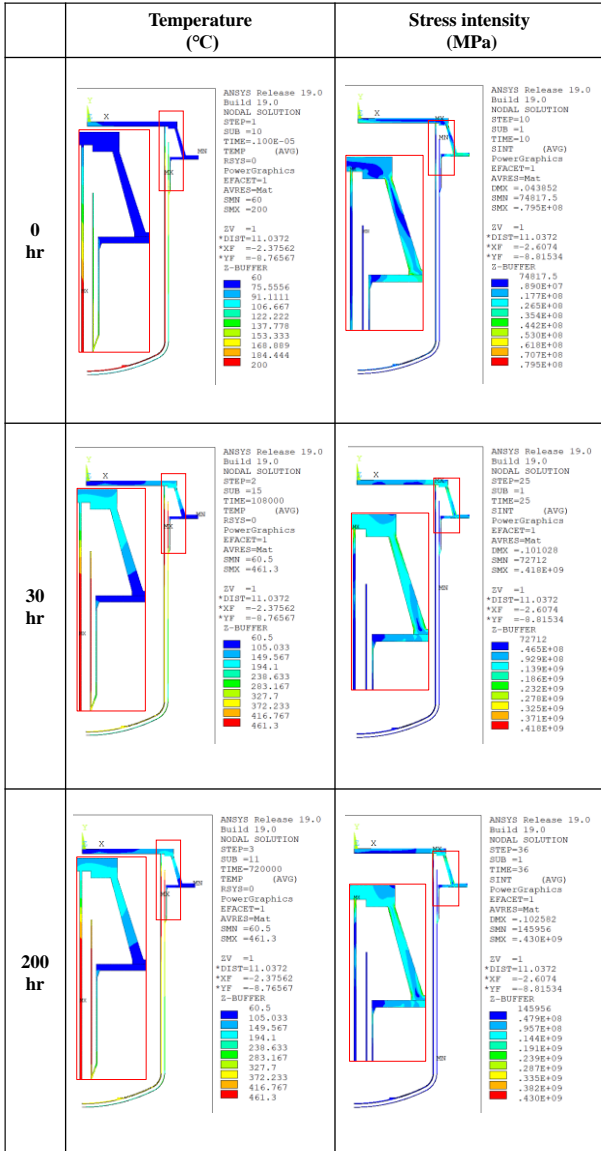 Temperature
(°C)
Stress intensity
(MPa)
0
hr
X
MN
MX
MX
ANSYS Release 19.0
Build 19.0
NODAL SOLUTION
STEP=1
SUB =10
TIME=.100E-05
TEMP (AVG)
RSYS=0
PowerGraphics
EFACET=1
AVRES=Mat
SMN =60
SMX =200
ZV =1
*DIST=11.0372
*XF =-2.37562
*YF =-8.76567
Z-BUFFER
60
75.5556
91.1111
106.667
122.222
137.778
153.333
168.889
184.444
200
X
MX
MN
MN
ANSYS Release 19.0
Build 19.0
NODAL SOLUTION
STEP=10
SUB =1
TIME=10
SINT (AVG)
PowerGraphics
EFACET=1
AVRES=Mat
DMX =.043852
SMN =74817.5
SMX =.795E+08
ZV =1
*DIST=11.0372
*XF =-2.6074
*YF =-8.81534
Z-BUFFER
74817.5
.890E+07
.177E+08
.265E+08
.354E+08
.442E+08
.530E+08
.618E+08
.707E+08
.795E+08
30
hr
X
MN
MX
MX
ANSYS Release 19.0
Build 19.0
NODAL SOLUTION
STEP=2
SUB =15
TIME=108000
TEMP (AVG)
RSYS=0
PowerGraphics
EFACET=1
AVRES=Mat
SMN =60.5
SMX =461.3
ZV =1
*DIST=11.0372
*XF =-2.37562
*YF =-8.76567
Z-BUFFER
60.5
105.033
149.567
194.1
238.633
283.167
327.7
372.233
416.767
461.3
X
MX
MN
ANSYS Release 19.0
Build 19.0
NODAL SOLUTION
STEP=25
SUB =1
TIME=25
SINT (AVG)
PowerGraphics
EFACET=1
AVRES=Mat
DMX =.101028
SMN =72712
SMX =.418E+09
ZV =1
*DIST=11.0372
*XF =-2.6074
*YF =-8.81534
Z-BUFFER
72712
.465E+08
.929E+08
.139E+09
.186E+09
.232E+09
.278E+09
.325E+09
.371E+09
.418E+09
200
hr
X
MN
MX
MX
ANSYS Release 19.0
Build 19.0
NODAL SOLUTION
STEP=3
SUB =11
TIME=720000
TEMP (AVG)
RSYS=0
PowerGraphics
EFACET=1
AVRES=Mat
SMN =60.5
SMX =461.3
ZV =1
*DIST=11.0372
*XF =-2.37562
*YF =-8.76567
Z-BUFFER
60.5
105.033
149.567
194.1
238.633
283.167
327.7
372.233
416.767
461.3
X
MX
MN
ANSYS Release 19.0
Build 19.0
NODAL SOLUTION
STEP=36
SUB =1
TIME=36
SINT (AVG)
PowerGraphics
EFACET=1
AVRES=Mat
DMX =.102582
SMN =145956
SMX =.430E+09
ZV =1
*DIST=11.0372
*XF =-2.6074
*YF =-8.81534
Z-BUFFER
145956
.479E+08
.957E+08
.144E+09
.191E+09
.239E+09
.287E+09
.335E+09
.382E+09
.430E+09